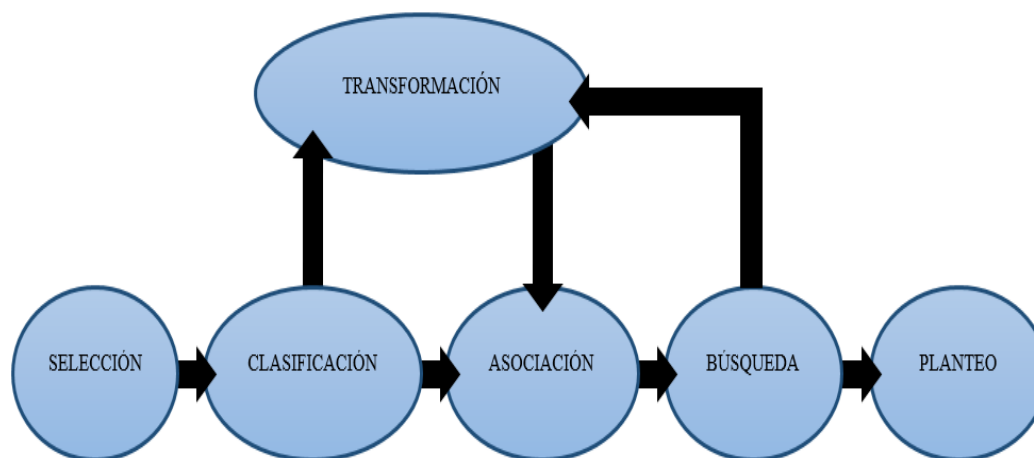 TRANSFORMACIÓN
SELECCIÓN
CLASIFICACIÓN
ASOCIACIÓN
BÚSQUEDA
PLANTEO